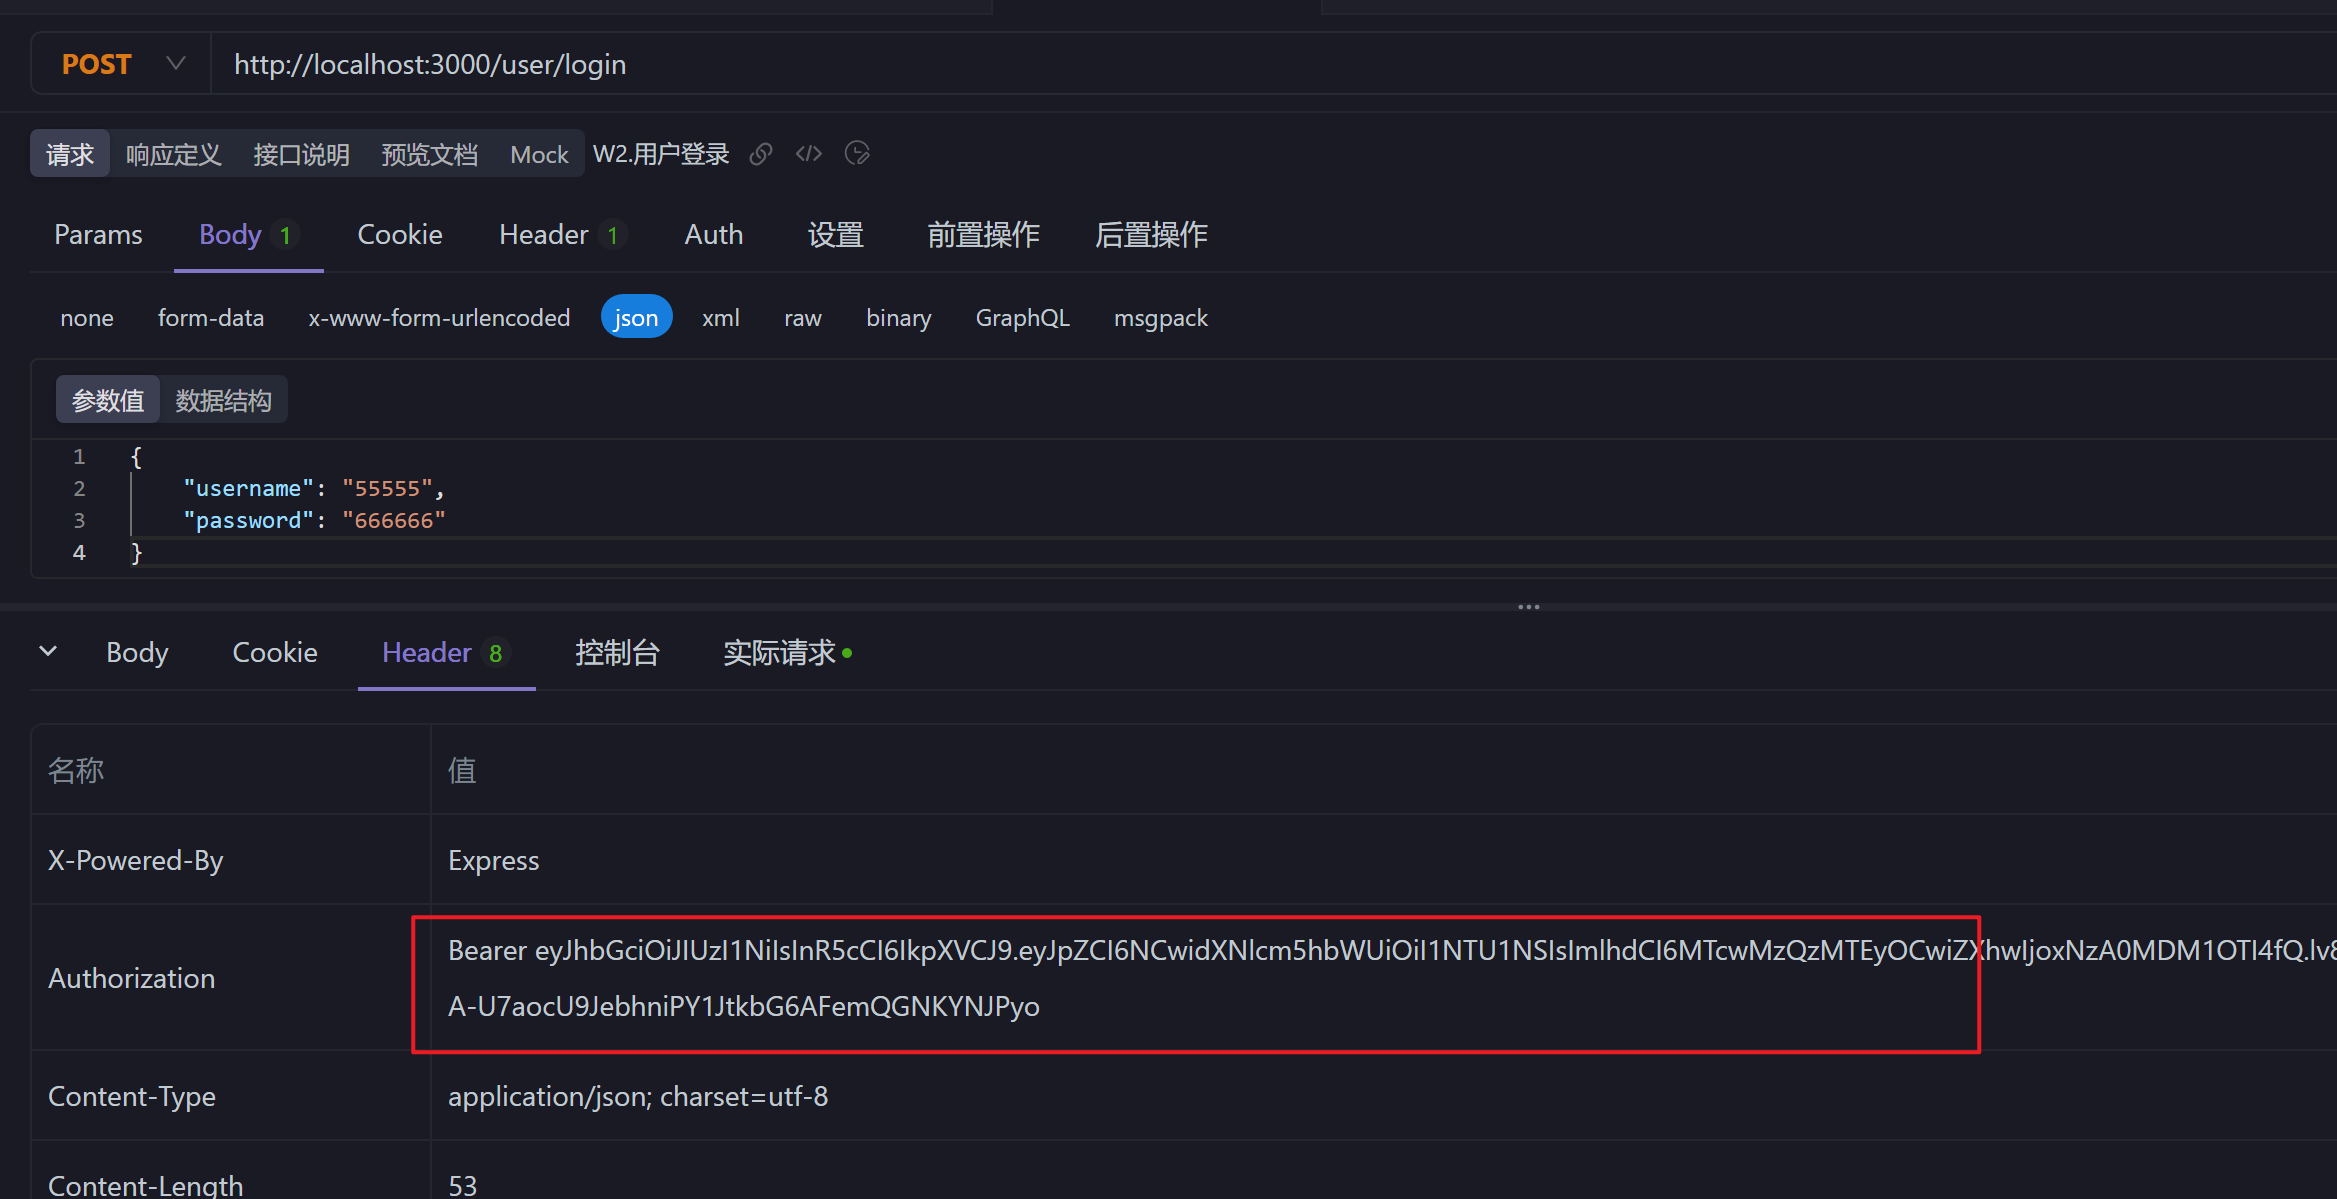 POST http://localhost:3000/user/login
请求 响应定义 接口说明 预览文档 Mock W2.用户登录
Params Body 1 Cookie Header 1 Auth 设置 前置操作 后置操作
none form-data x-www-form-urlencoded json xml raw binary GraphQL msgpack
参数值 数据结构
1 {
2 "username": "55555",
3 "password": "666666"
4 }
Body Cookie Header 8 控制台 实际请求
名称 值
X-Powered-By Express
Authorization Bearer eyJhbGciOiJIUzI1NiIsInR5cCI6IkpXVCJ9.eyJpZCI6NCwidXNlcm5hbWUiOiI1NTU1NSIsImlhdCI6MTcwMzQzMTEyOCwiZXhwIjoxNzA0MDM1OTI4fQ.lv8
A-U7aocU9JebhniPY1JtkbG6AFemQGNKYNJPyo
Content-Type application/json; charset=utf-8
Content-Length 53